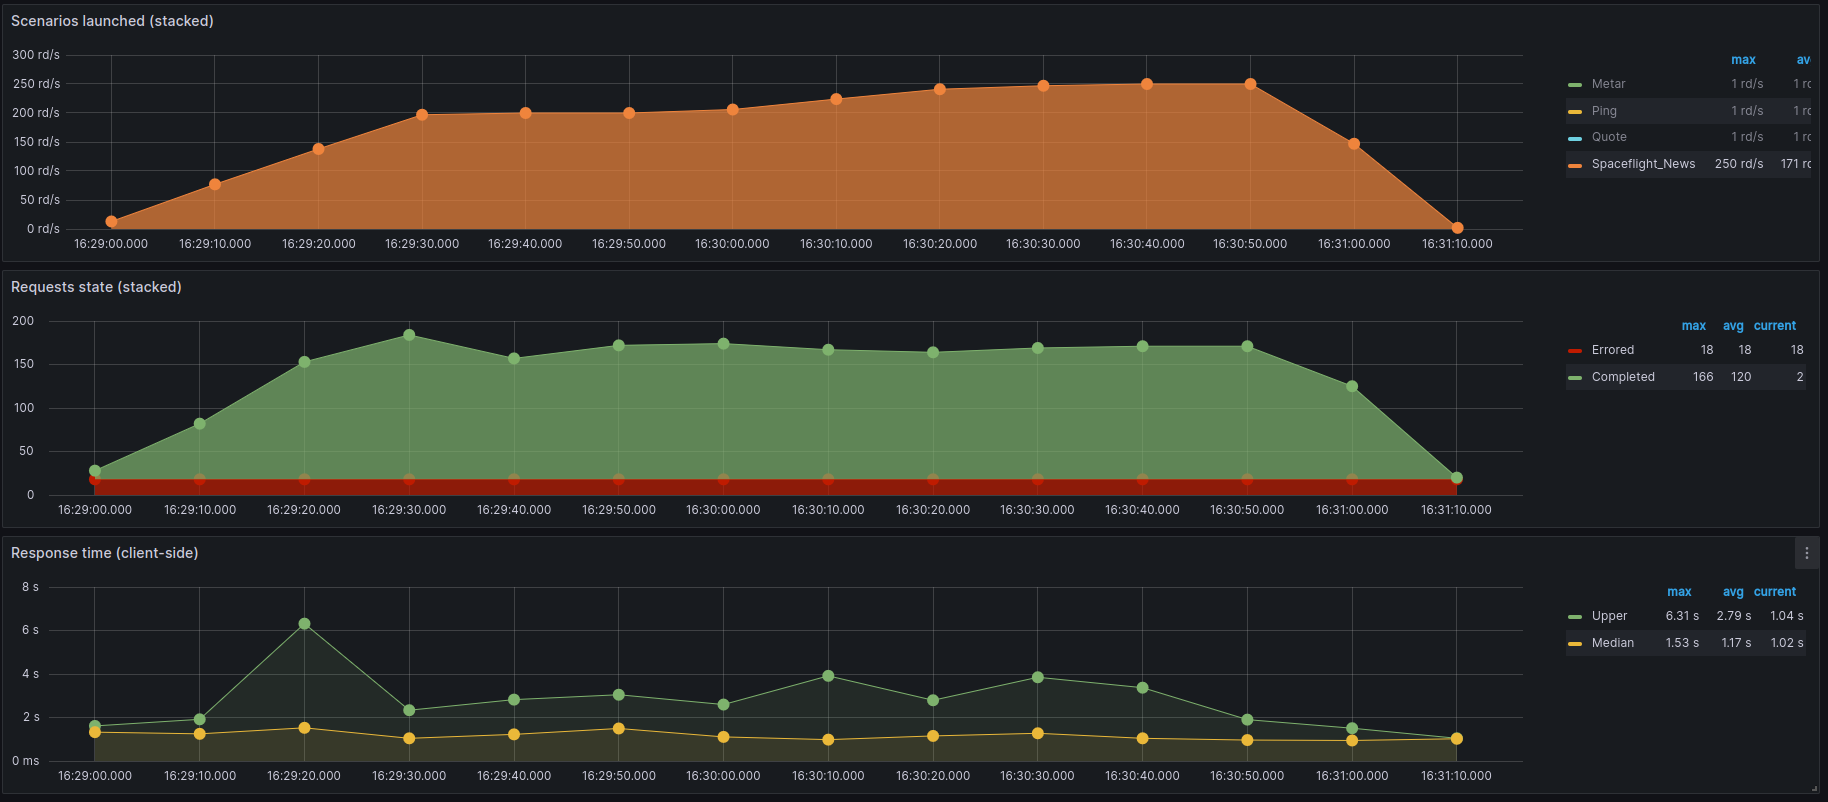 Scenarios launched (stacked)
300 rd/s
250 rd/s
200 rd/s
150 rd/s
100 rd/s
50 rd/s
0 rd/s
16:29:00.000 16:29:10.000 16:29:20.000 16:29:30.000 16:29:40.000 16:29:50.000 16:30:00.000 16:30:10.000 16:30:20.000 16:30:30.000 16:30:40.000 16:30:50.000 16:31:00.000 16:31:10.000
max av
Metar 1 rd/s 1 rd
Ping 1 rd/s 1 rd
Quote 1 rd/s 1 rd
Spaceflight_News 250 rd/s 171 rd
Requests state (stacked)
200
150
100
50
0
16:29:00.000 16:29:10.000 16:29:20.000 16:29:30.000 16:29:40.000 16:29:50.000 16:30:00.000 16:30:10.000 16:30:20.000 16:30:30.000 16:30:40.000 16:30:50.000 16:31:00.000 16:31:10.000
max avg current
Errored 18 18 18
Completed 166 120 2
Response time (client-side)
8 s
6 s
4 s
2 s
0 ms
16:29:00.000 16:29:10.000 16:29:20.000 16:29:30.000 16:29:40.000 16:29:50.000 16:30:00.000 16:30:10.000 16:30:20.000 16:30:30.000 16:30:40.000 16:30:50.000 16:31:00.000 16:31:10.000
max avg current
Upper 6.31 s 2.79 s 1.04 s
Median 1.53 s 1.17 s 1.02 s